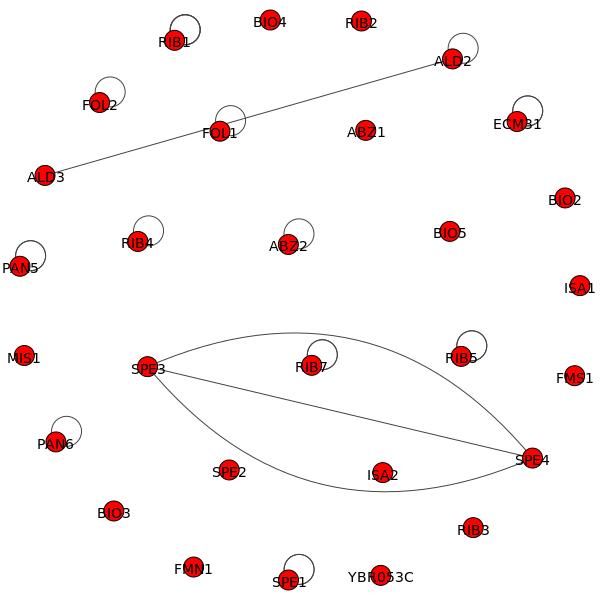 BIO4
RIB2
RIB1
ALD2
FOL2
ECM31
FOL1
ABZ1
ALD3
BIO2
BIO5
RIB4
ABZ2
PAN5
ISA1
MIS1
RIB5
SPE3
RIB7
FMS1
PAN6
SPE4
SPE2
ISA2
BIO3
RIB3
FMN1
YBR053C
SPE1